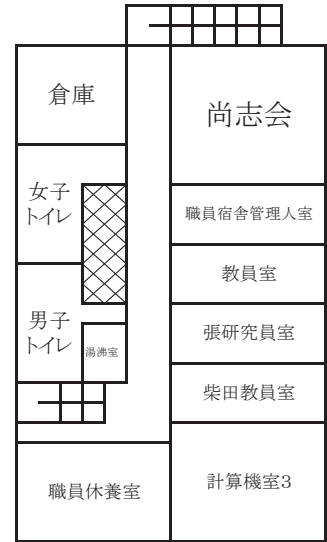 倉庫
尚志会
女子
トイレ
職員宿舎管理人室
教員室
男子
トイレ
湯沸室
張研究員室
柴田教員室
職員休養室
計算機室3